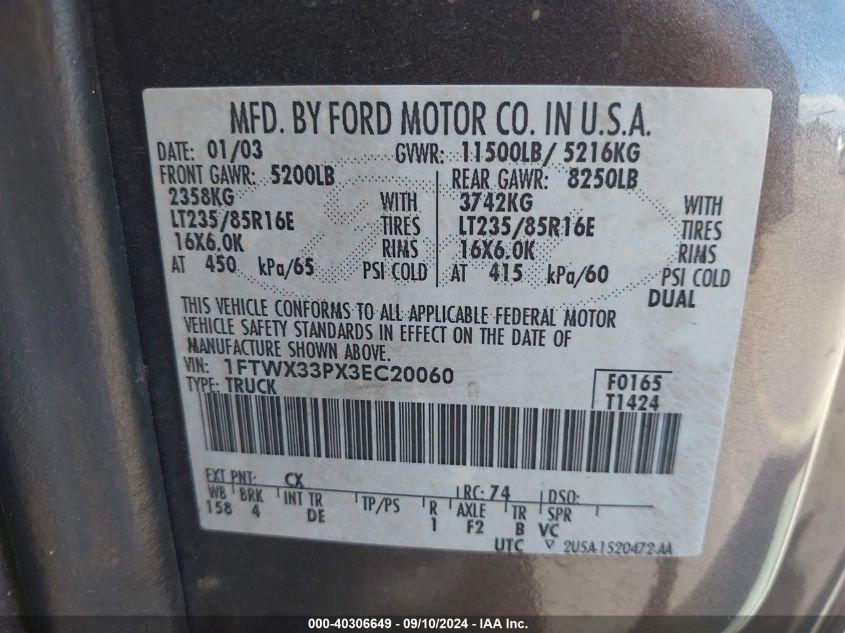 MFD. BY FORD MOTOR CO. IN U.S.A.
DATE: 01/03 GVWR: 11500LB/ 5216KG
FRONT GAWR: 5200LB REAR GAWR: 8250LB
2358KG WITH 3742KG WITH
LT235/85R16E TIRES LT235/85R16E TIRES
16X6.0K RIMS 16X6.0K RIMS
AT 450 kPa/65 PSI COLD AT 415 kPa/60 PSI COLD
DUAL
THIS VEHICLE CONFORMS TO ALL APPLICABLE FEDERAL MOTOR
VEHICLE SAFETY STANDARDS IN EFFECT ON THE DATE OF
MANUFACTURE SHOWN ABOVE.
VIN: 1FTWX33PX3EC20060 F0165
TYPE: TRUCK T1424
EXT PNT: CX RC: 74 DSO:
WB BRK INT TR TP/PS R AXLE TR SPR
158 4 DE 1 F2 B VC
UTC ▽ 2U5A-1520472-AA
000-40306649 - 09/10/2024 - IAA Inc.